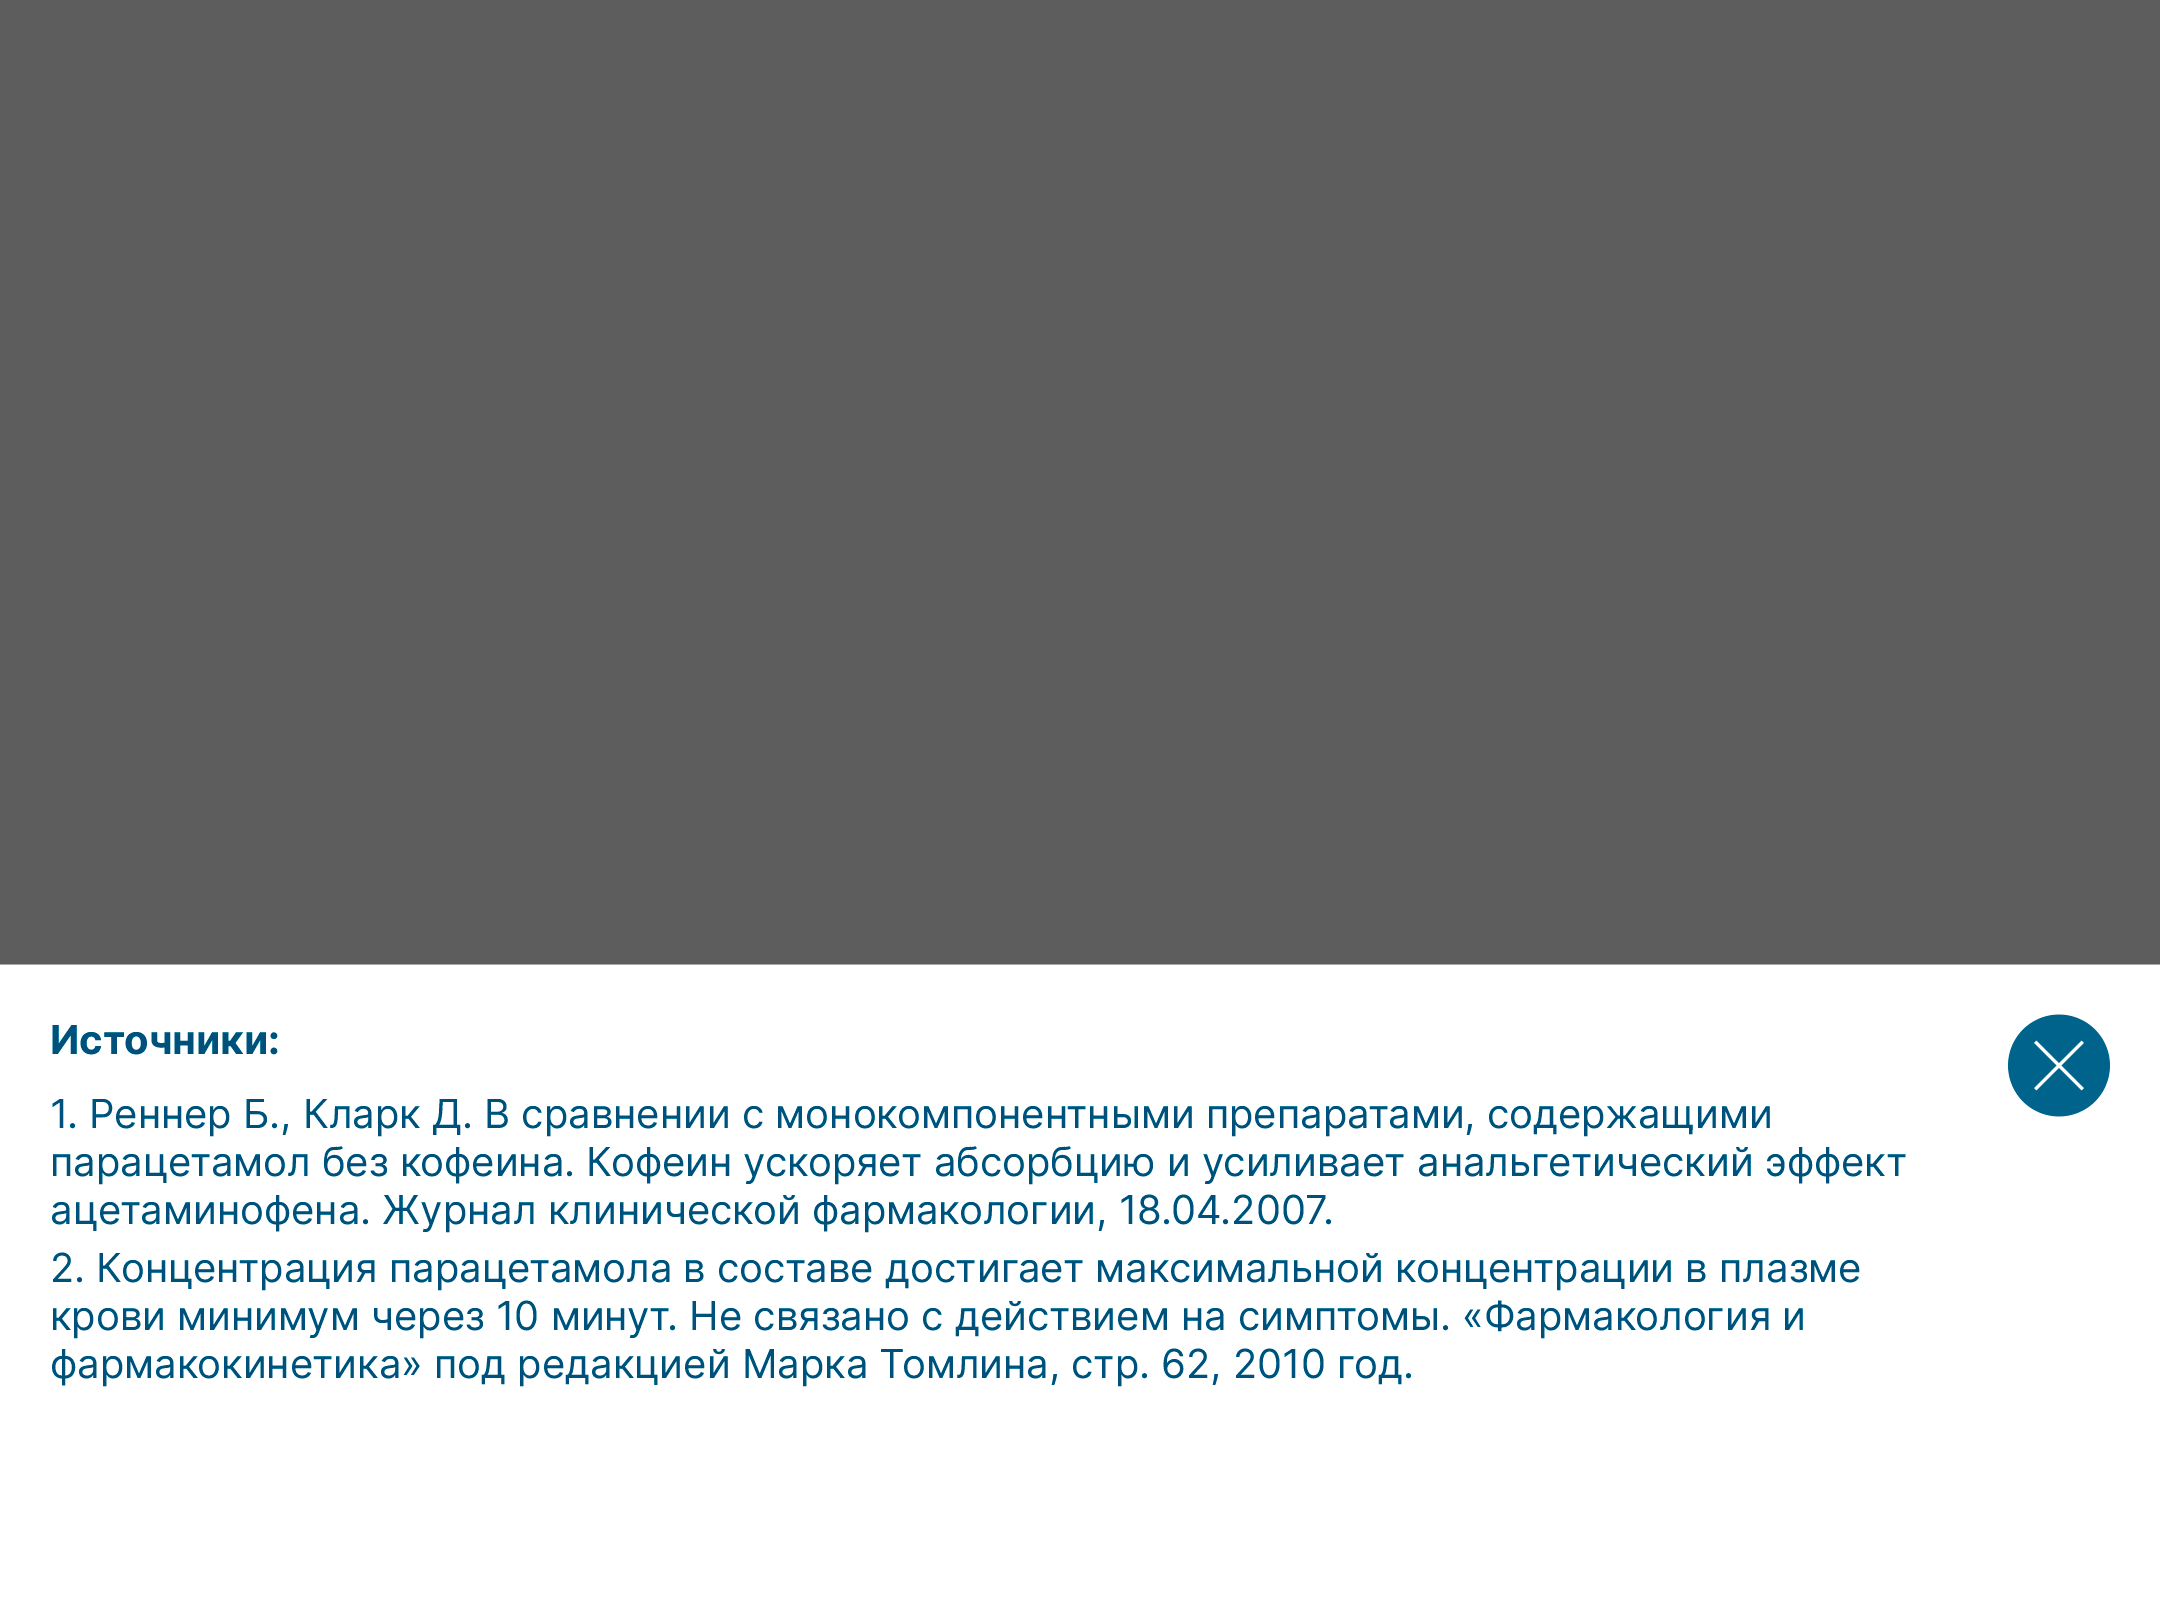 Источники:
1. Реннер Б., Кларк Д. В сравнении с монокомпонентными препаратами, содержащими
парацетамол без кофеина. Кофеин ускоряет абсорбцию и усиливает анальгетический эффект
ацетаминофена. Журнал клинической фармакологии, 18.04.2007.
2. Концентрация парацетамола в составе достигает максимальной концентрации в плазме
крови минимум через 10 минут. Не связано с действием на симптомы. «Фармакология и
фармакокинетика» под редакцией Марка Томлина, стр. 62, 2010 год.